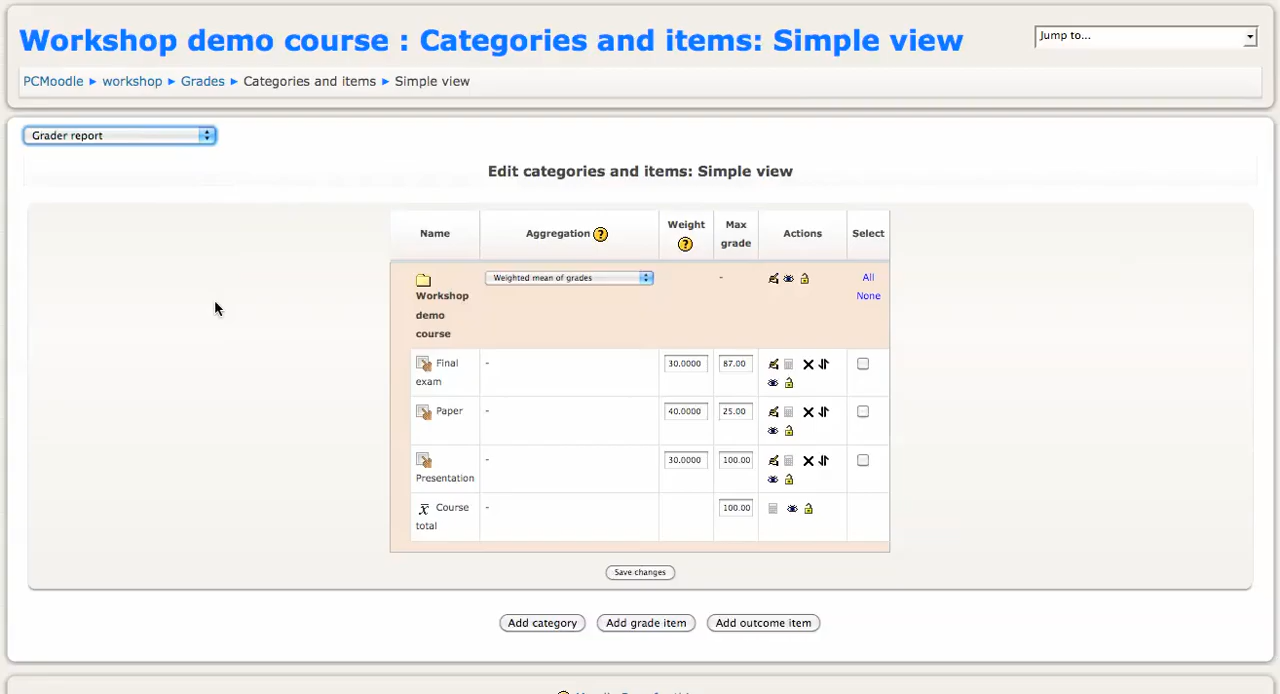 Workshop demo course : Categories and items: Simple view
Jump to...
PCMoodle ► workshop ► Grades ► Categories and items ► Simple view
Grader report
Edit categories and items: Simple view
Name Aggregation ? Weight ? Max grade Actions Select
Workshop demo course Weighted mean of grades - All None
Final exam - 30.0000 87.00
Paper - 40.0000 25.00
Presentation - 30.0000 100.00
x̄ Course total - 100.00
Save changes
Add category Add grade item Add outcome item